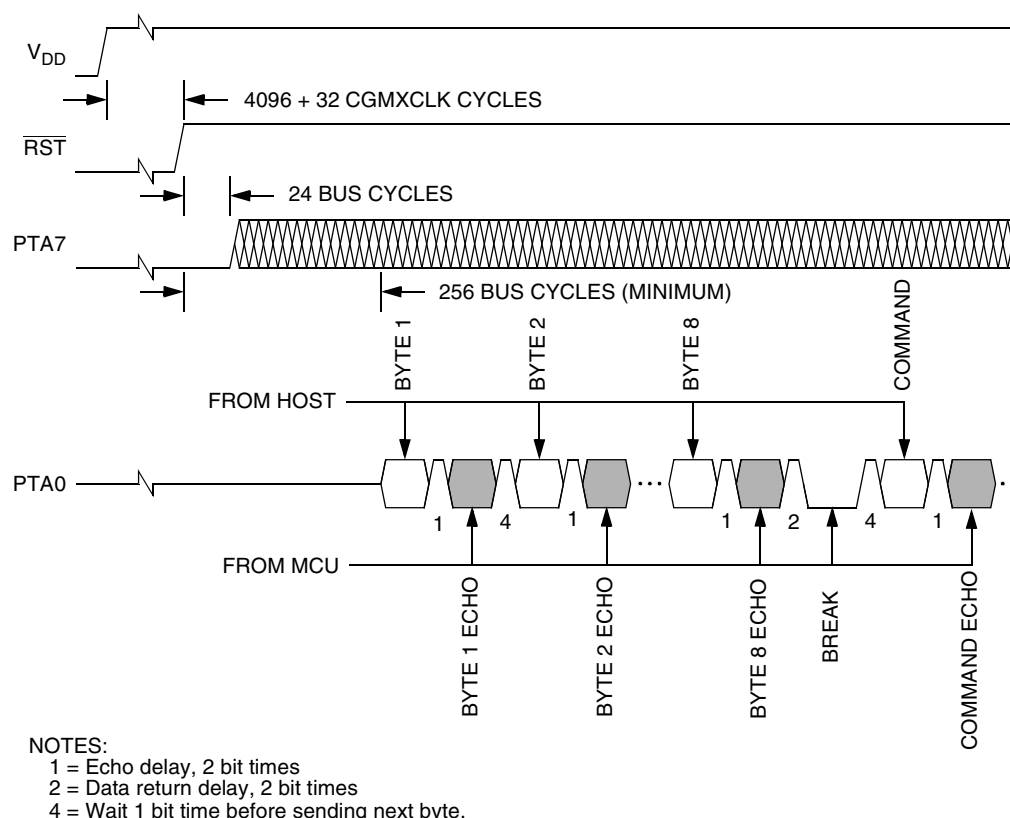 VDD
4096 + 32 CGMXCLK CYCLES
RST
24 BUS CYCLES
PTA7
256 BUS CYCLES (MINIMUM)
BYTE 1
BYTE 2
BYTE 8
COMMAND
FROM HOST
PTA0
1
4
1
1
2
4
1
FROM MCU
BYTE 1 ECHO
BYTE 2 ECHO
BYTE 8 ECHO
BREAK
COMMAND ECHO
NOTES:
1 = Echo delay, 2 bit times
2 = Data return delay, 2 bit times
4 = Wait 1 bit time before sending next byte.